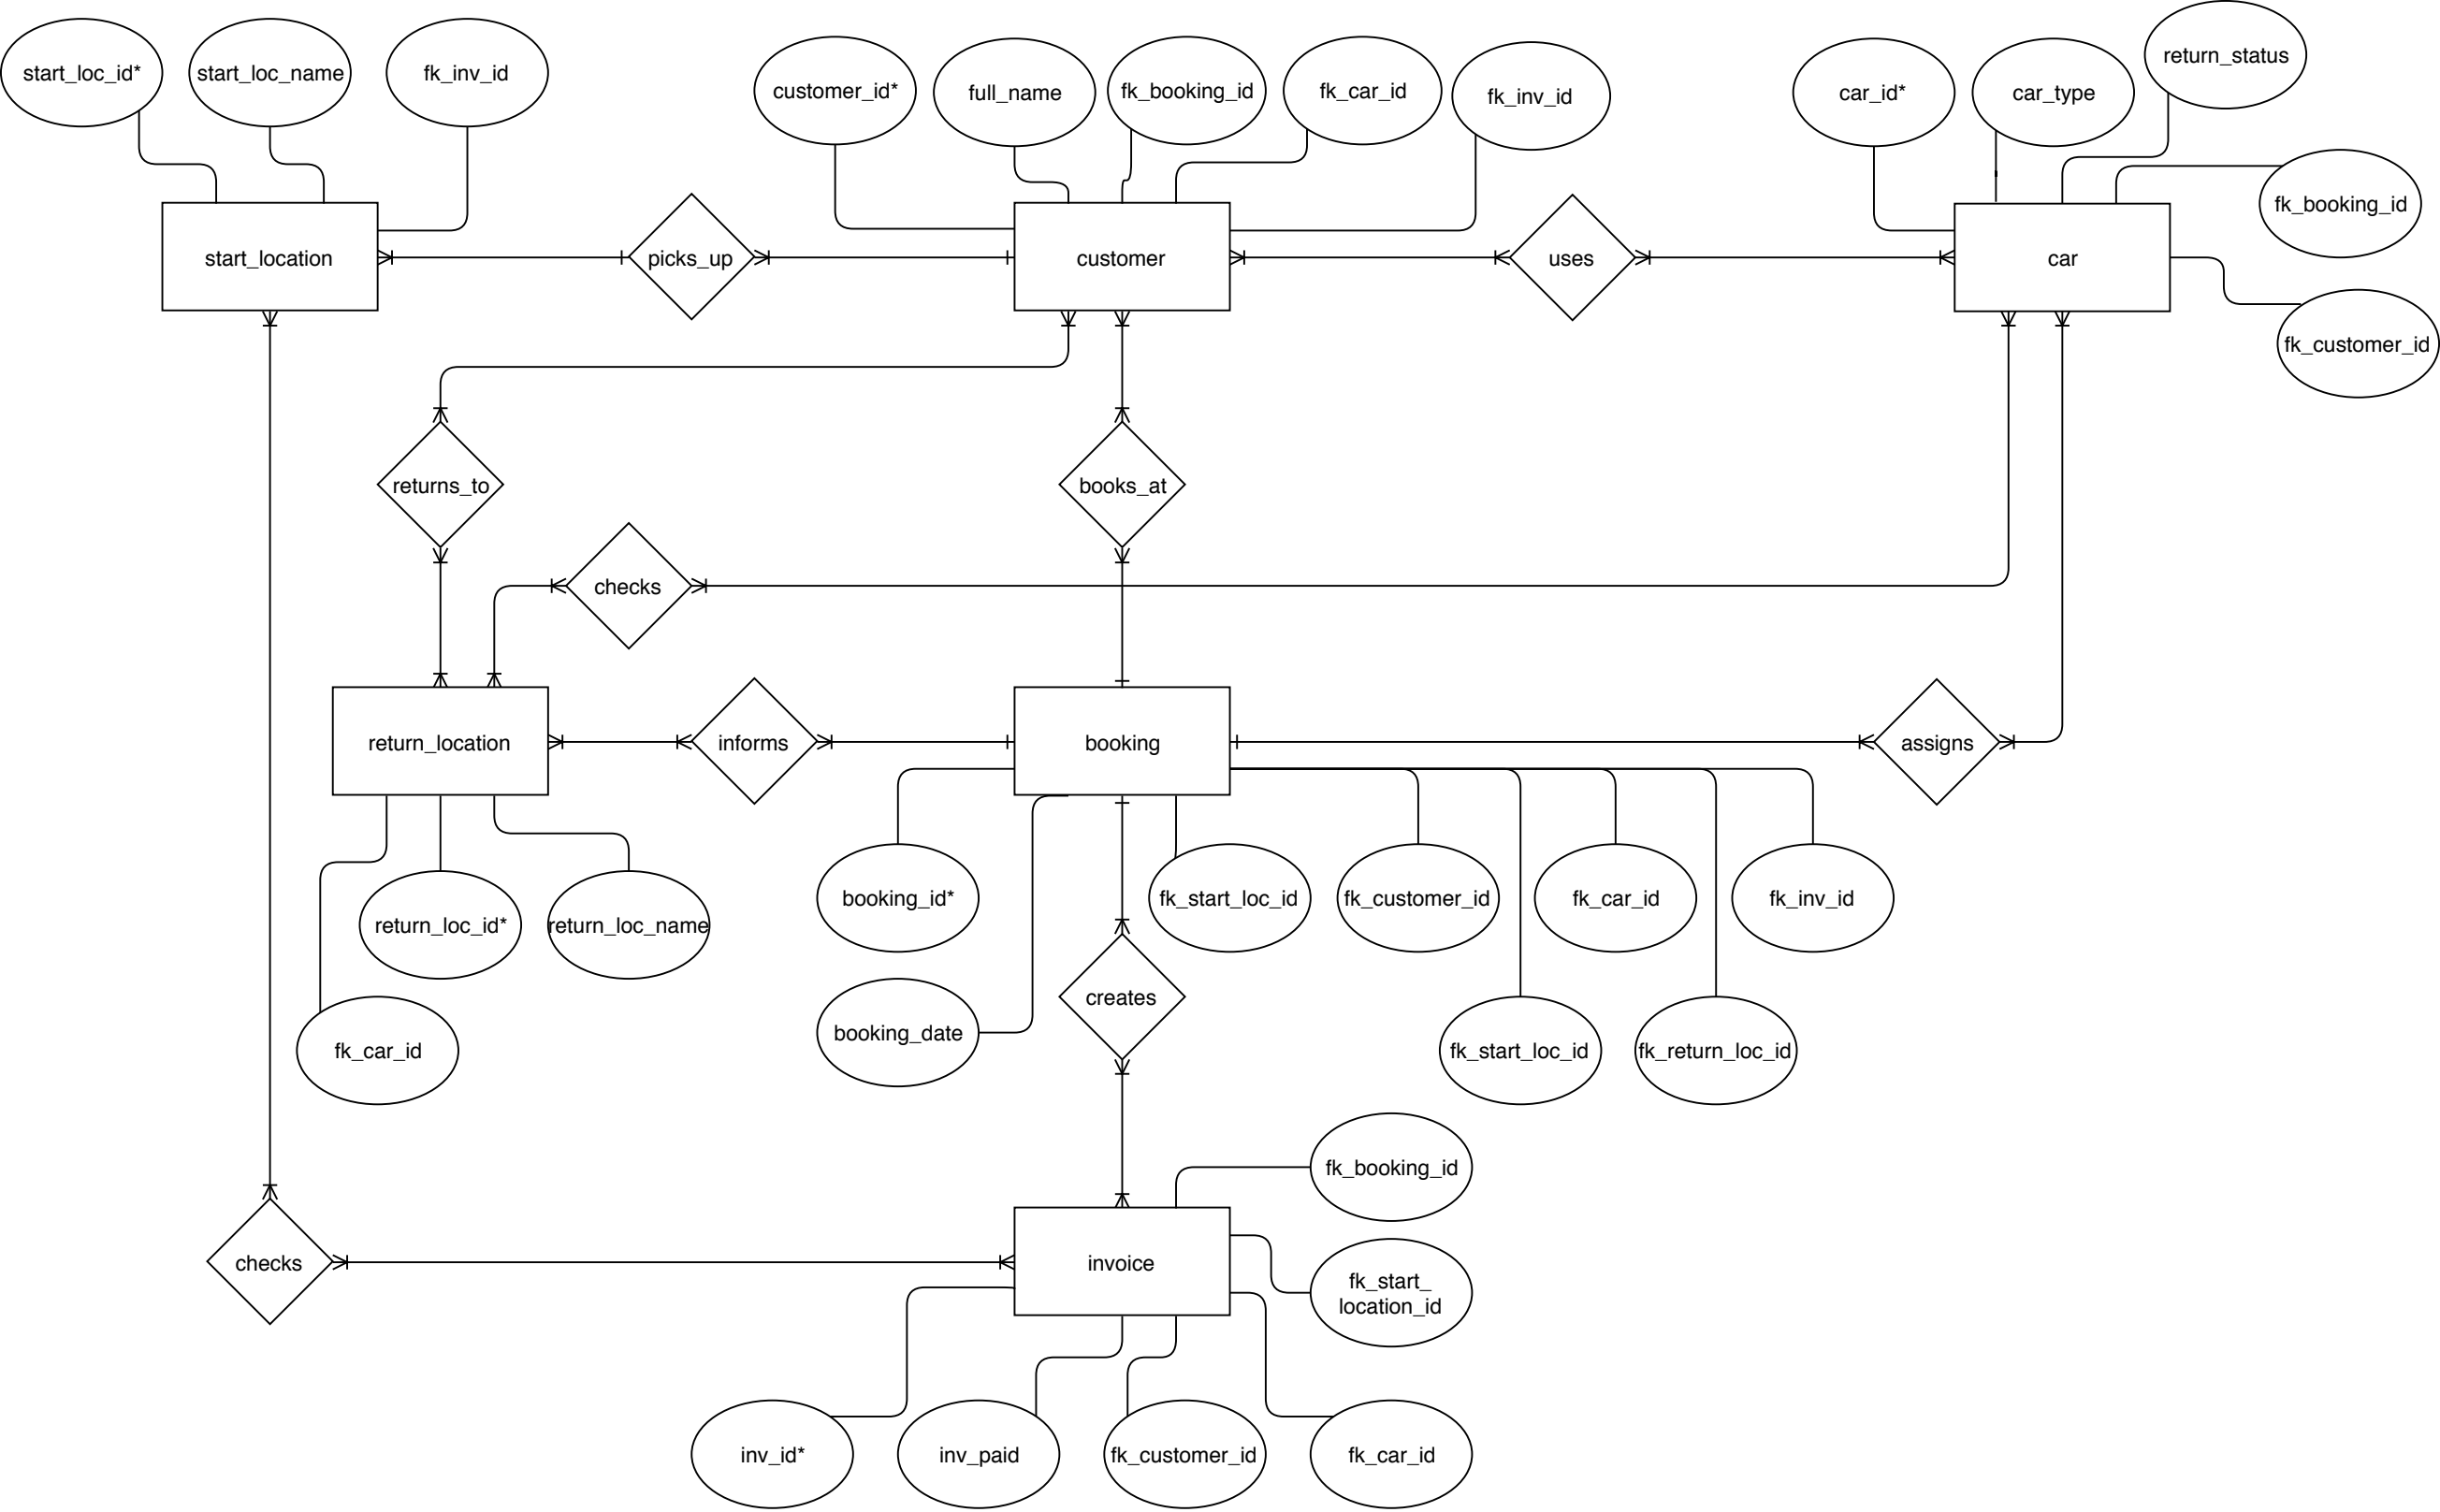 start_loc_id*
start_loc_name
fk_inv_id
customer_id*
full_name
fk_booking_id
fk_car_id
fk_inv_id
car_id*
car_type
return_status
fk_booking_id
fk_customer_id
start_location
picks_up
customer
uses
car
returns_to
books_at
checks
return_location
informs
booking
assigns
fk_car_id
return_loc_id*
return_loc_name
booking_id*
booking_date
fk_start_loc_id
fk_customer_id
fk_car_id
fk_inv_id
creates
fk_start_loc_id
fk_return_loc_id
fk_booking_id
checks
invoice
fk_start_
location_id
inv_id*
inv_paid
fk_customer_id
fk_car_id